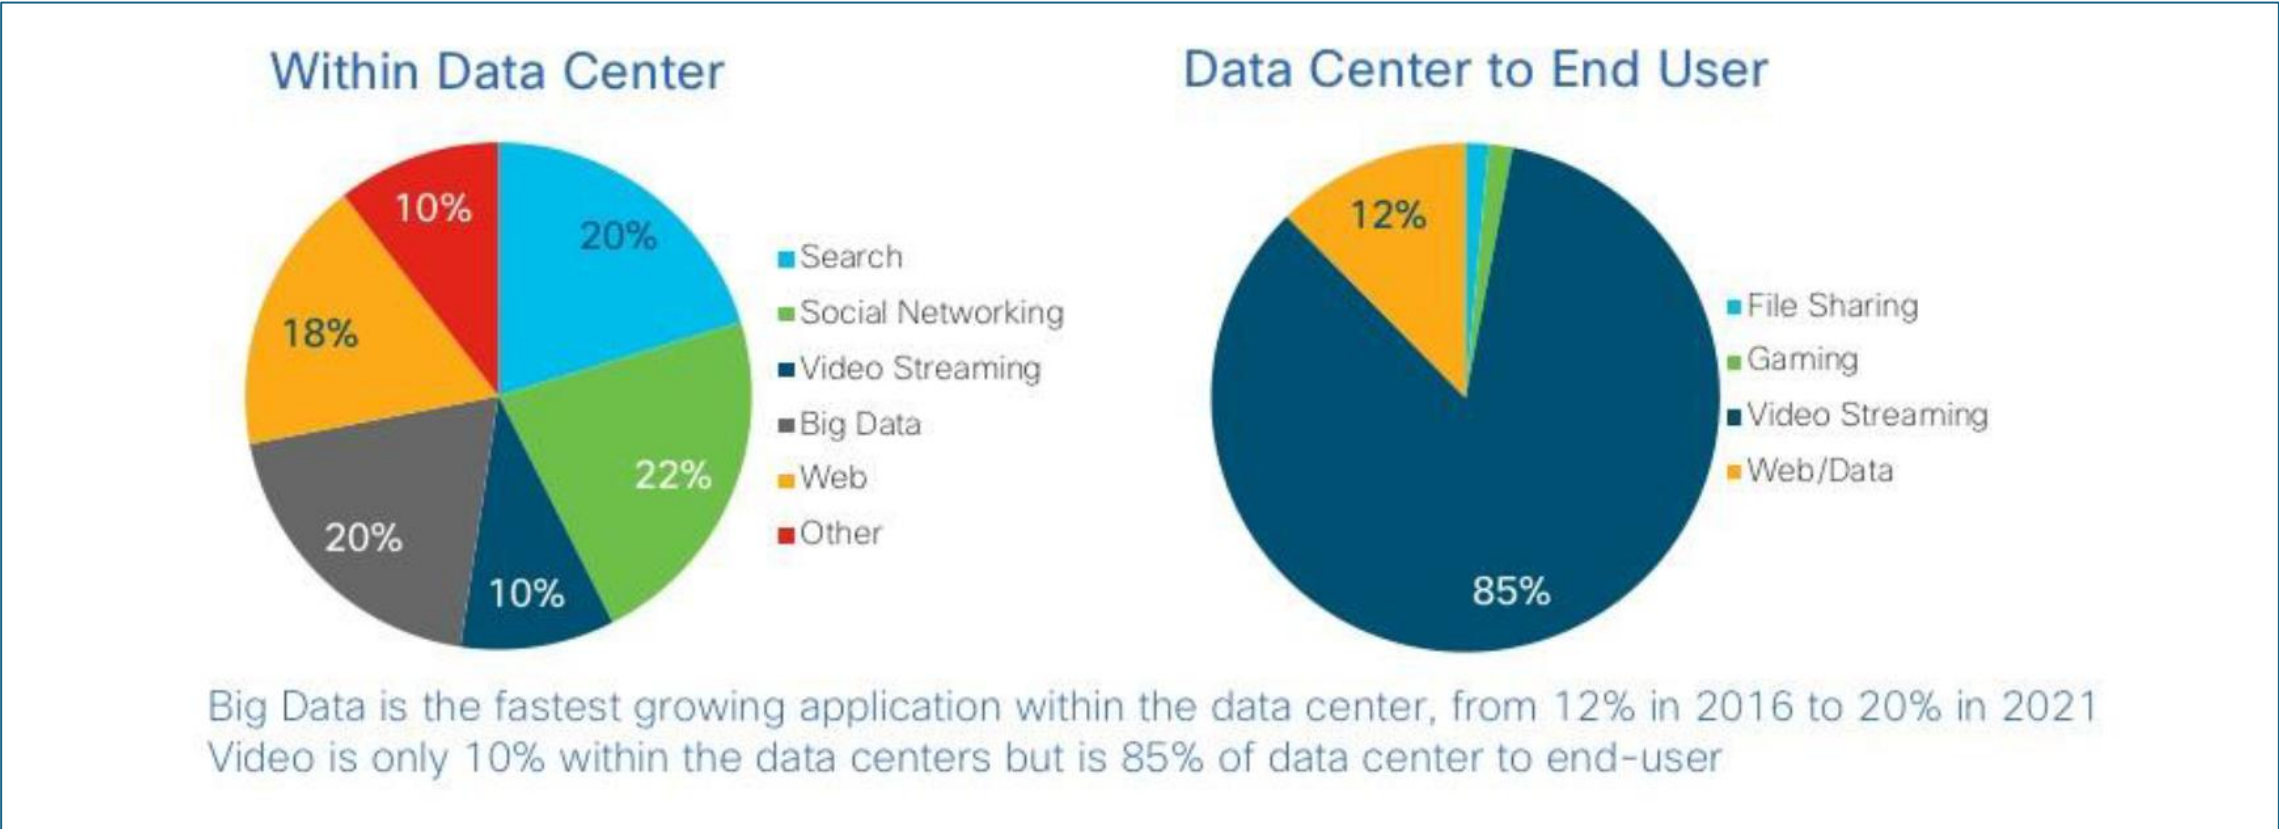 Within Data Center
10%
20%
18%
22%
20%
10%
Search
Social Networking
Video Streaming
Big Data
Web
Other
Data Center to End User
12%
85%
File Sharing
Gaming
Video Streaming
Web/Data
Big Data is the fastest growing application within the data center, from 12% in 2016 to 20% in 2021
Video is only 10% within the data centers but is 85% of data center to end-user